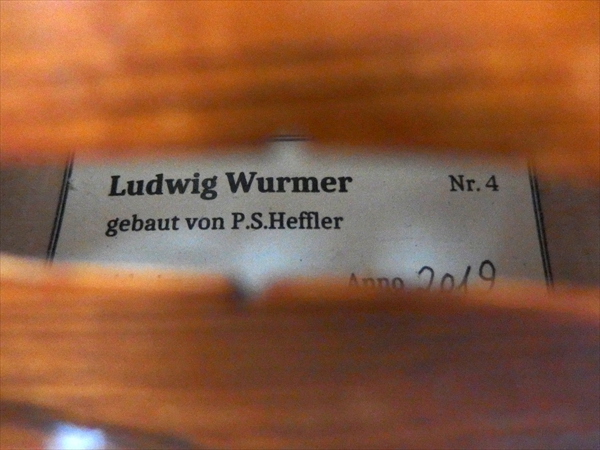 Ludwig Wurmer Nr. 4
gebaut von P.S.Heffler
Anno 2019